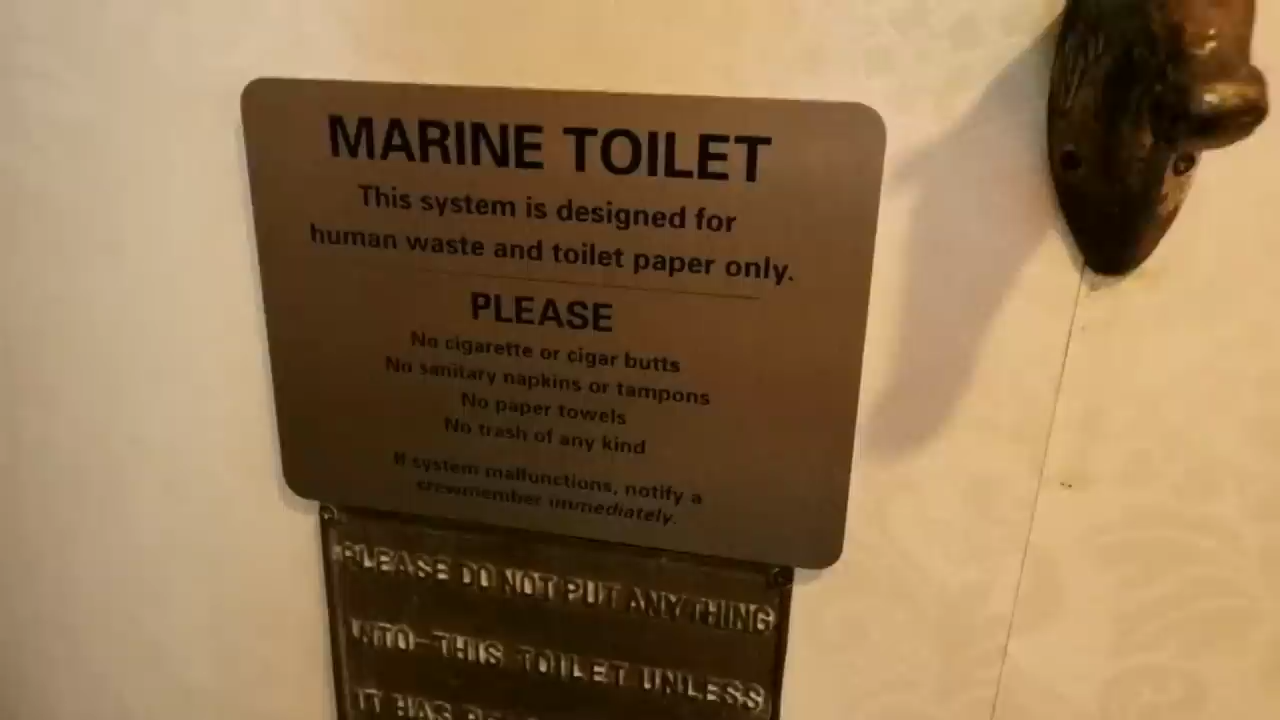 MARINE TOILET
This system is designed for
human waste and toilet paper only.
PLEASE
No cigarette or cigar butts
No sanitary napkins or tampons
No paper towels
No trash of any kind
If system malfunctions, notify a
crewmember immediately.
PLEASE DO NOT PUT ANYTHING
INTO THIS TOILET UNLESS
IT HAS